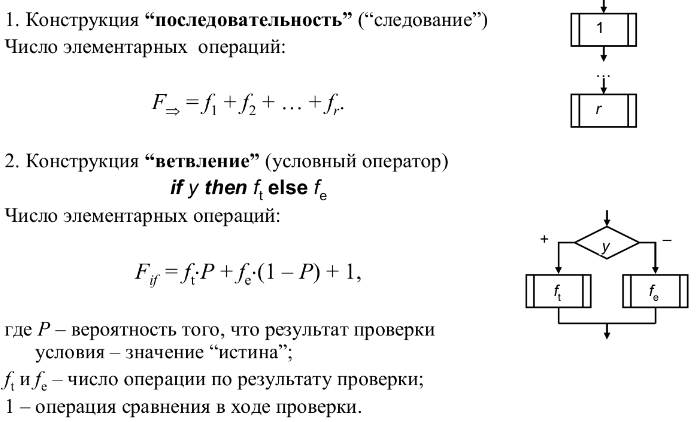 1. Конструкция “последовательность” (“следование”)
Число элементарных операций:
F⇒ = f1 + f2 + … + fr.
1
…
r
2. Конструкция “ветвление” (условный оператор)
if y then ft else fe
Число элементарных операций:
Fif = ft·P + fe·(1 – P) + 1,
+
y
–
ft
fe
где P – вероятность того, что результат проверки
условия – значение “истина”;
ft и fe – число операции по результату проверки;
1 – операция сравнения в ходе проверки.